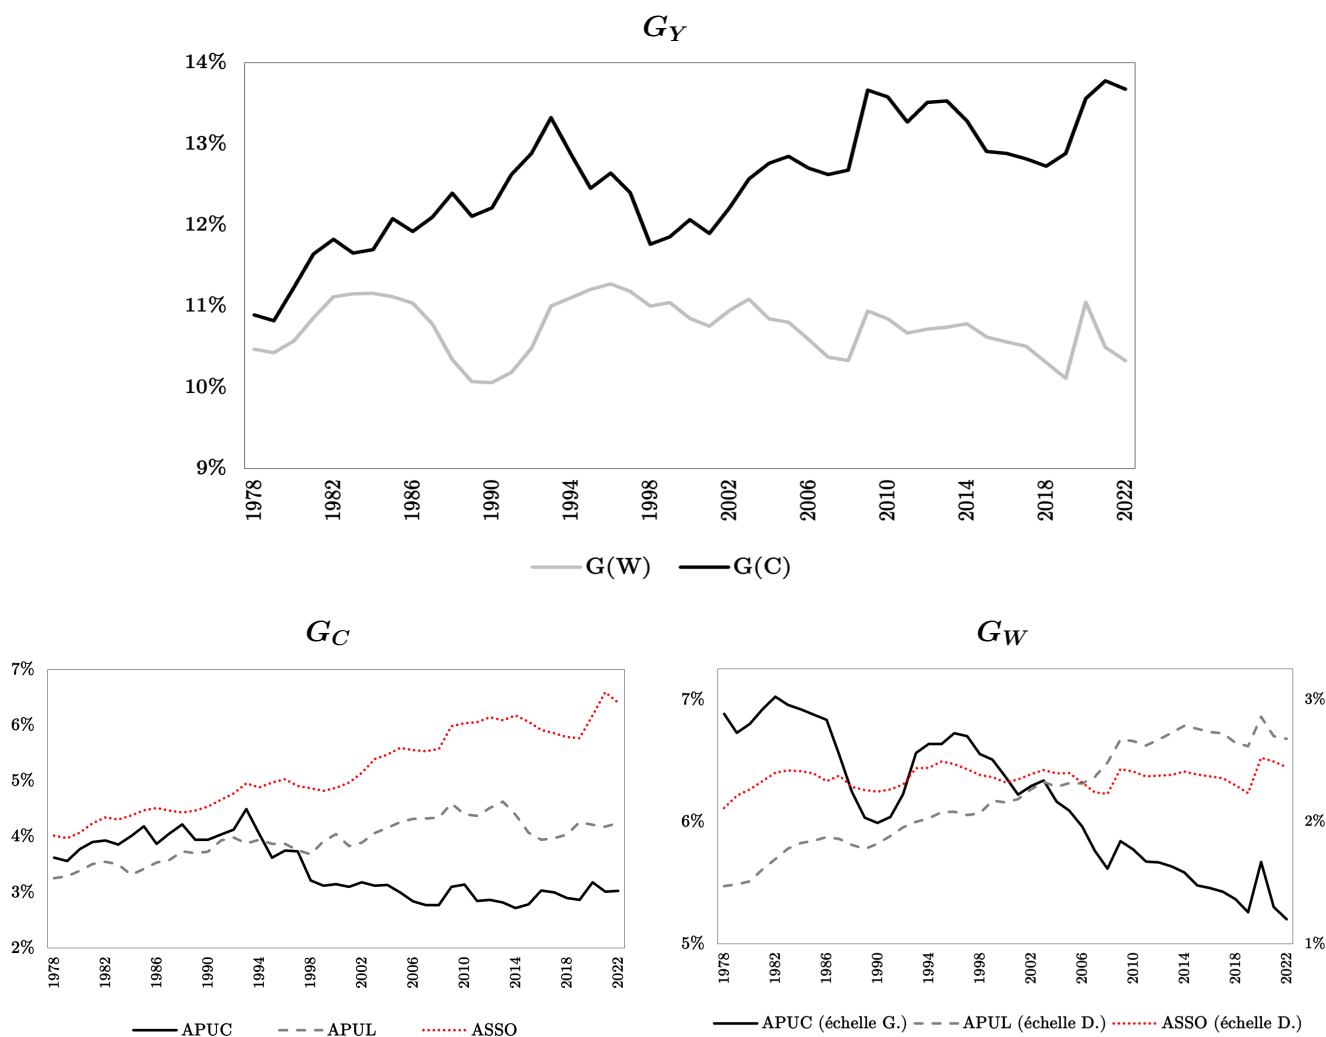 G_Y
14%
13%
12%
11%
10%
9%
1978 1982 1986 1990 1994 1998 2002 2006 2010 2014 2018 2022
G(W) G(C)
G_C
7%
6%
5%
4%
3%
2%
1978 1982 1986 1990 1994 1998 2002 2006 2010 2014 2018 2022
APUC APUL ASSO
G_W
7% 3%
6% 2%
5% 1%
1978 1982 1986 1990 1994 1998 2002 2006 2010 2014 2018 2022
APUC (échelle G.) APUL (échelle D.) ASSO (échelle D.)